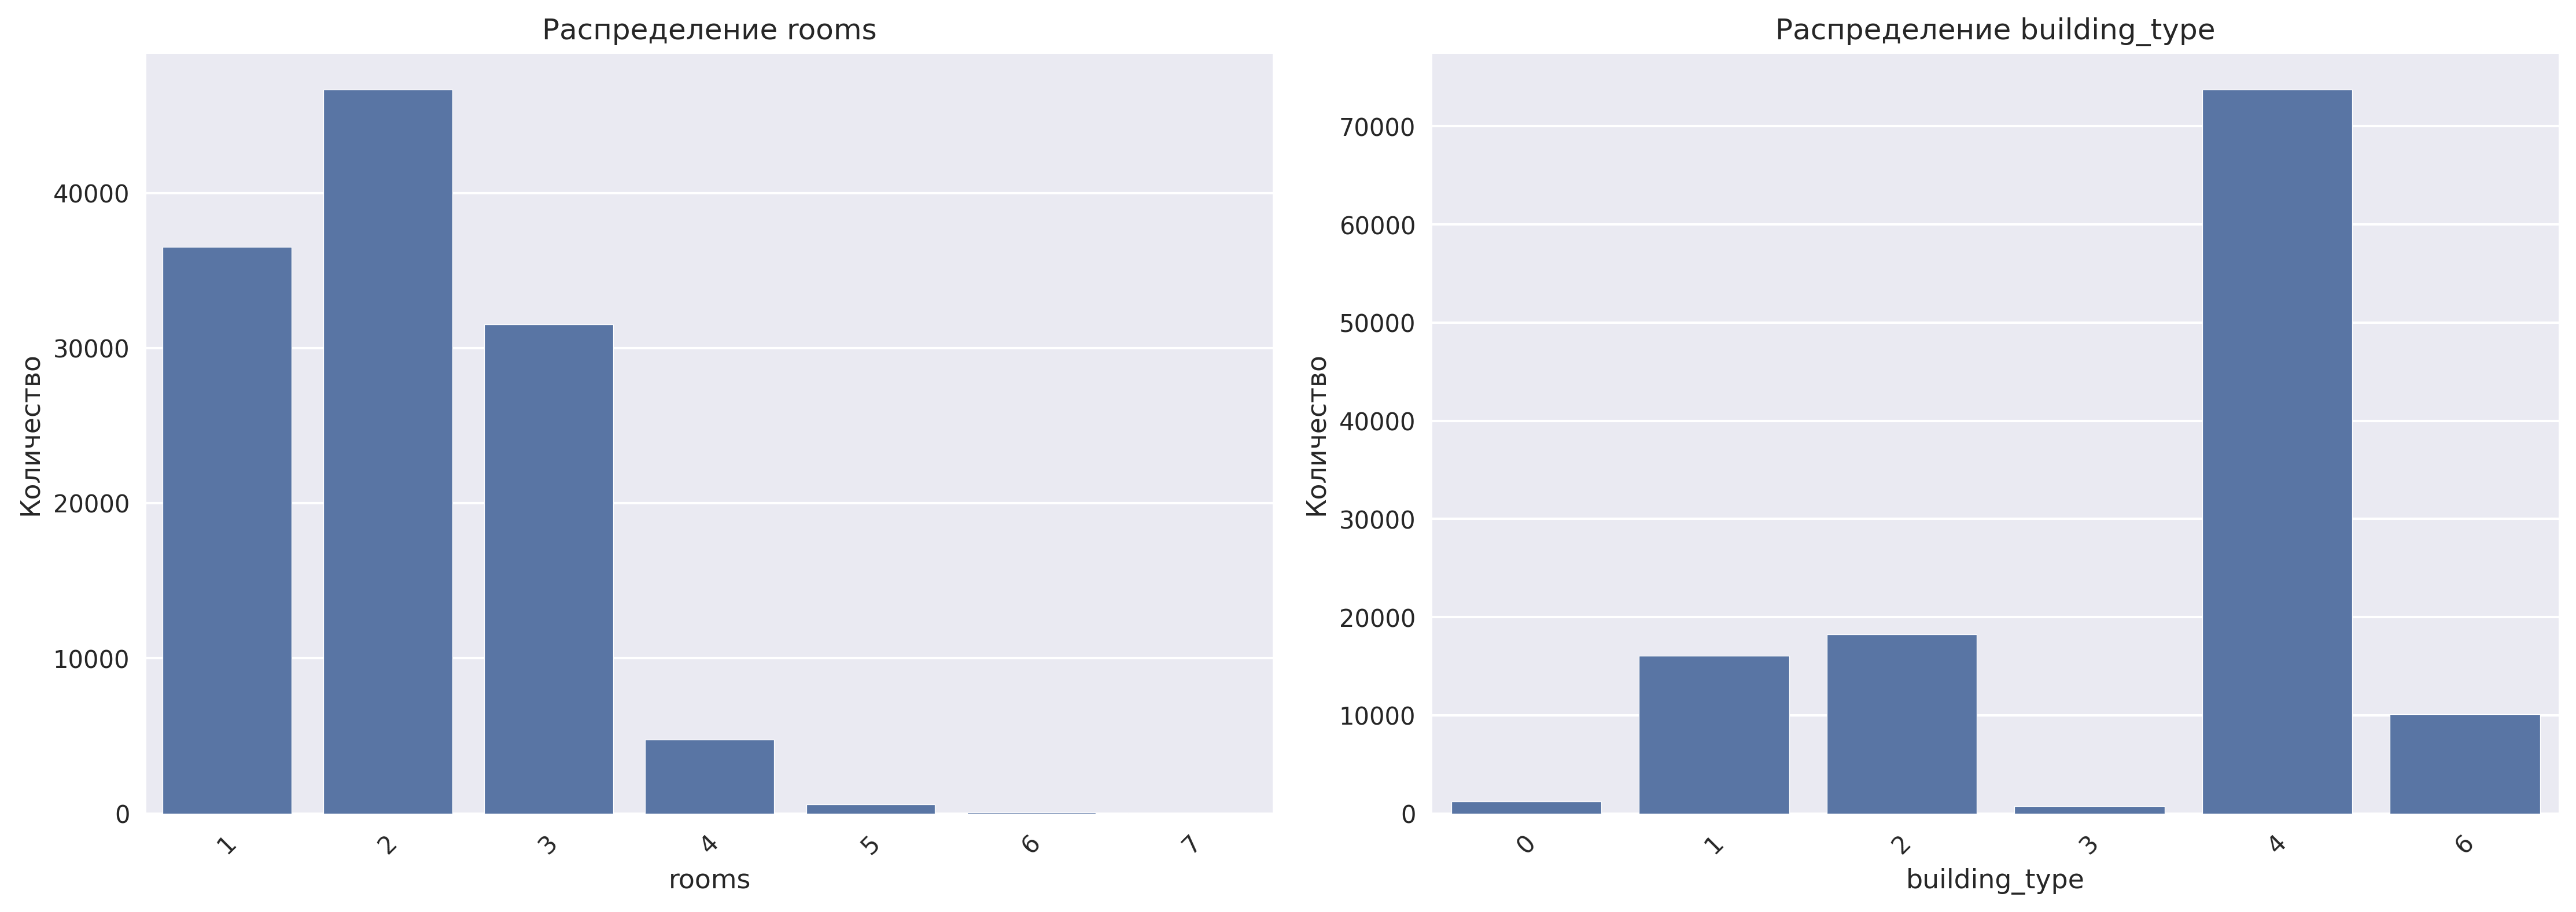 Распределение rooms
Количество
40000
30000
20000
10000
0
1 2 3 4 5 6 7
rooms
Распределение building_type
Количество
70000
60000
50000
40000
30000
20000
10000
0
0 1 2 3 4 6
building_type